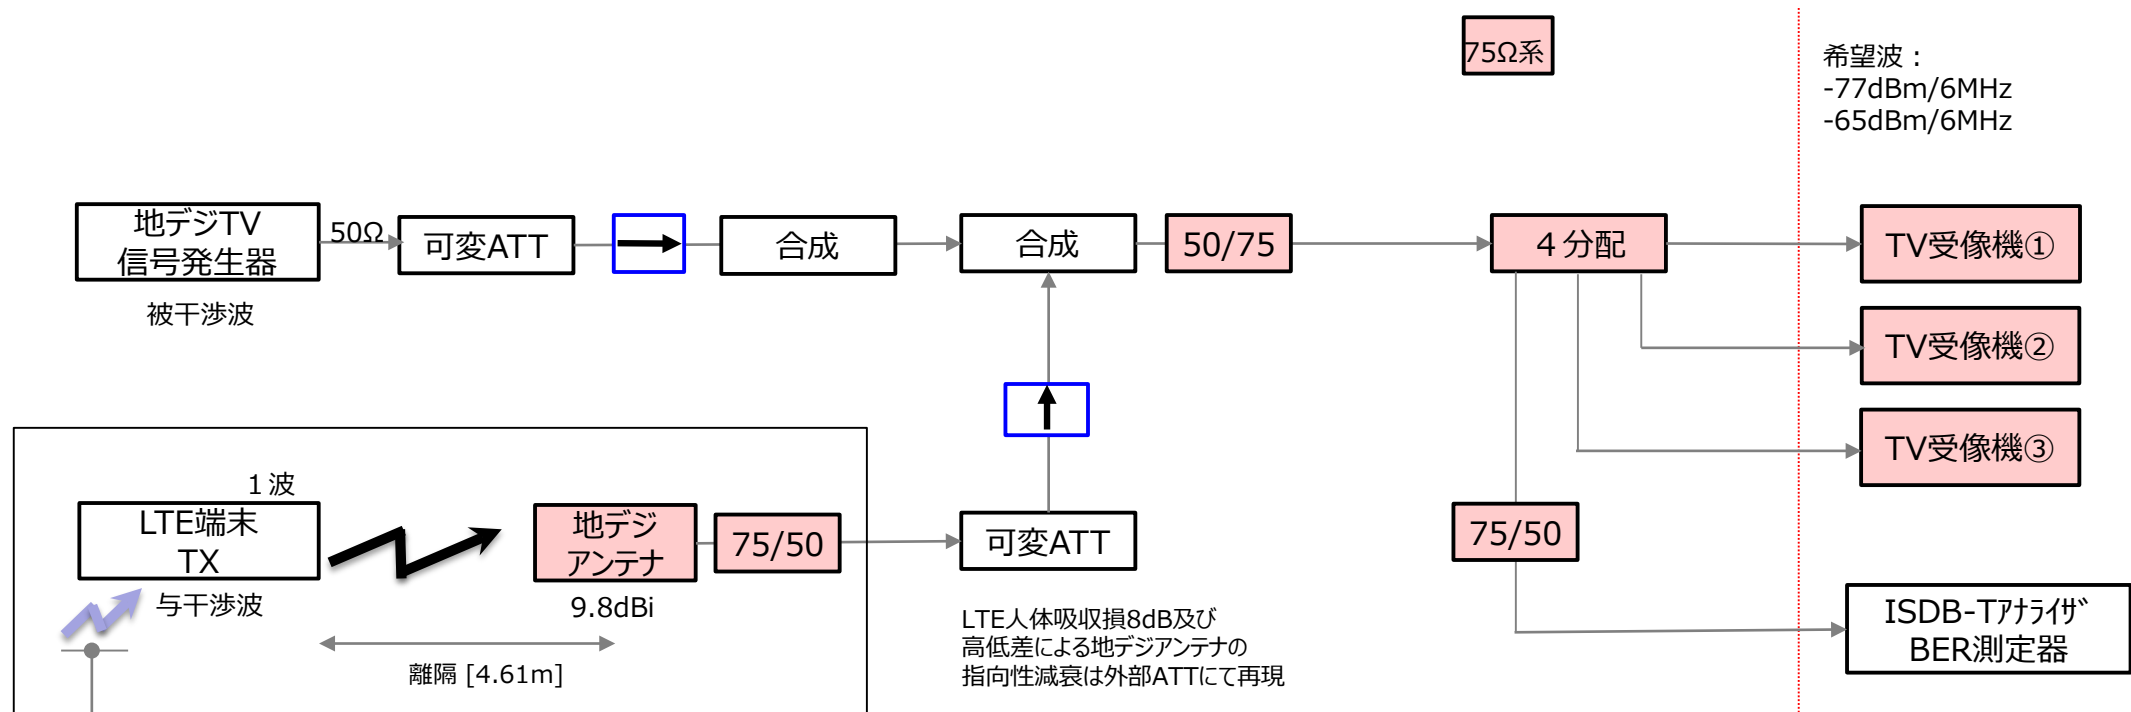 75Ω系
希望波：
-77dBm/6MHz
-65dBm/6MHz
地デジTV
信号発生器
50Ω
可変ATT
合成
合成
50/75
４分配
TV受像機①
被干渉波
TV受像機②
TV受像機③
１波
LTE端末
TX
地デジ
アンテナ
75/50
可変ATT
75/50
与干渉波
9.8dBi
離隔 [4.61m]
LTE人体吸収損8dB及び
高低差による地デジアンテナの
指向性減衰は外部ATTにて再現
ISDB-Tｱﾅﾗｲｻﾞ
BER測定器